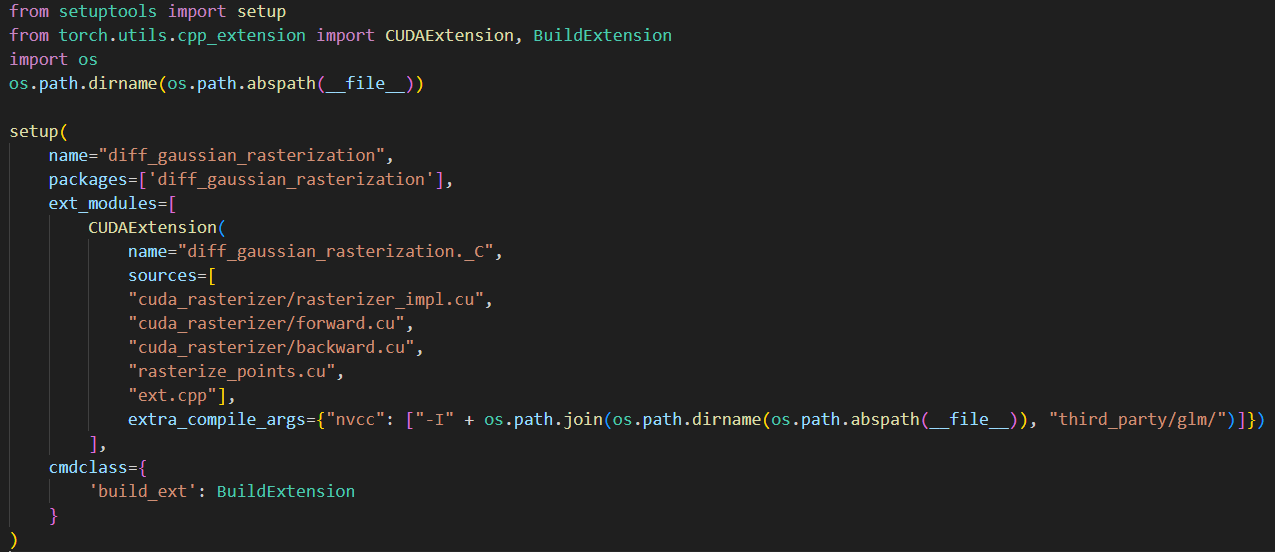 from setuptools import setup
from torch.utils.cpp_extension import CUDAExtension, BuildExtension
import os
os.path.dirname(os.path.abspath(__file__))

setup(
    name="diff_gaussian_rasterization",
    packages=['diff_gaussian_rasterization'],
    ext_modules=[
        CUDAExtension(
            name="diff_gaussian_rasterization._C",
            sources=[
            "cuda_rasterizer/rasterizer_impl.cu",
            "cuda_rasterizer/forward.cu",
            "cuda_rasterizer/backward.cu",
            "rasterize_points.cu",
            "ext.cpp"],
            extra_compile_args={"nvcc": ["-I" + os.path.join(os.path.dirname(os.path.abspath(__file__)), "third_party/glm/")]})
        ],
    cmdclass={
        'build_ext': BuildExtension
    }
)